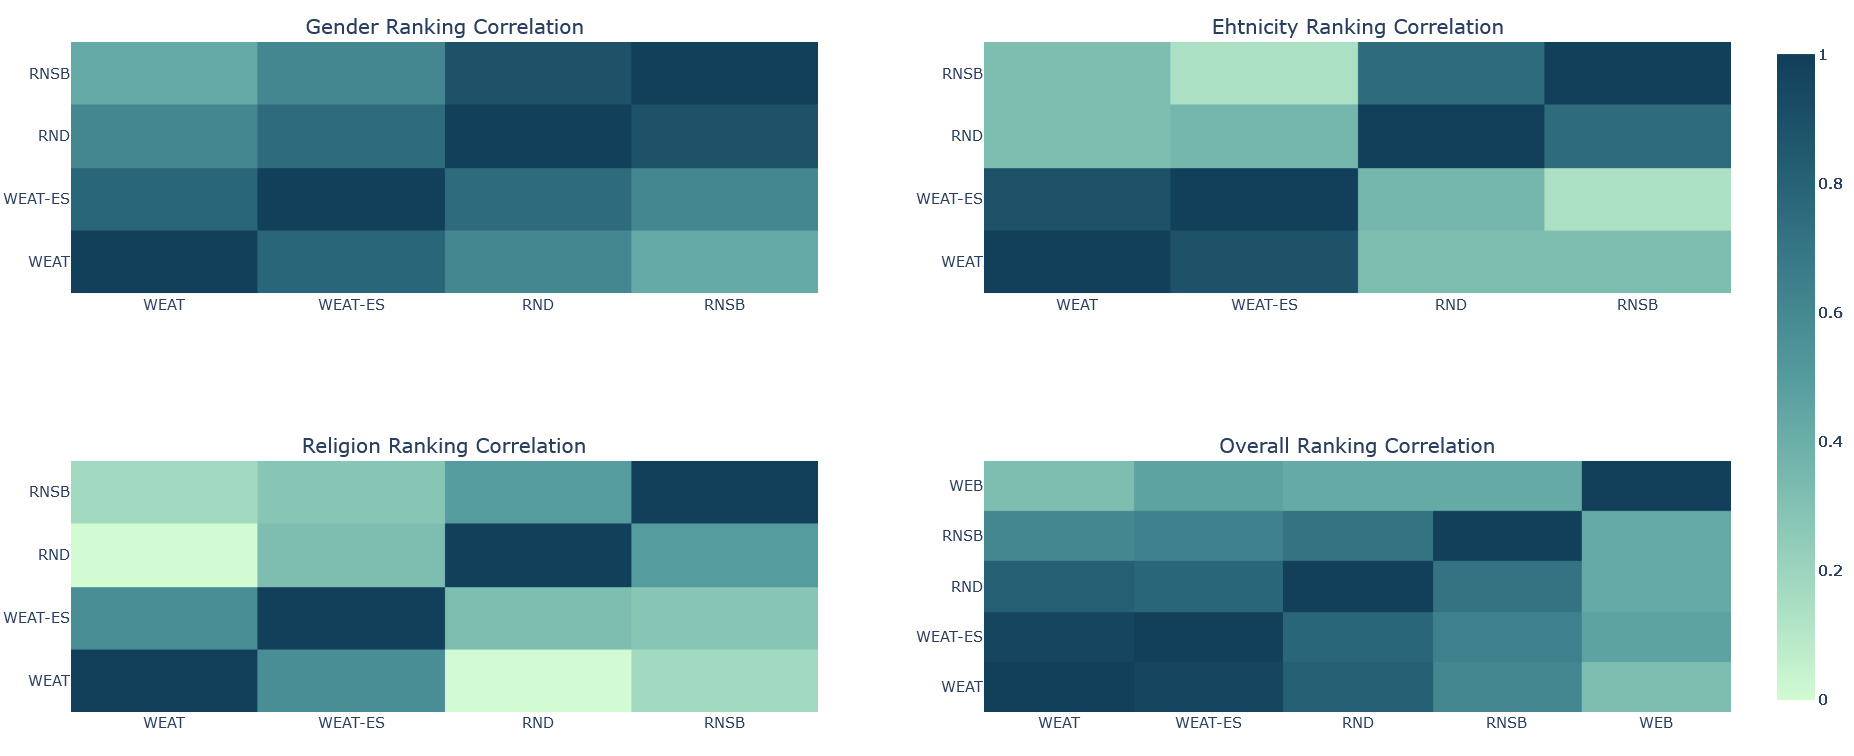 Gender Ranking Correlation
RNSB
RND
WEAT-ES
WEAT
WEAT WEAT-ES RND RNSB
Ehtnicity Ranking Correlation
RNSB
RND
WEAT-ES
WEAT
WEAT WEAT-ES RND RNSB
Religion Ranking Correlation
RNSB
RND
WEAT-ES
WEAT
WEAT WEAT-ES RND RNSB
Overall Ranking Correlation
WEB
RNSB
RND
WEAT-ES
WEAT
WEAT WEAT-ES RND RNSB WEB
1
0.8
0.6
0.4
0.2
0